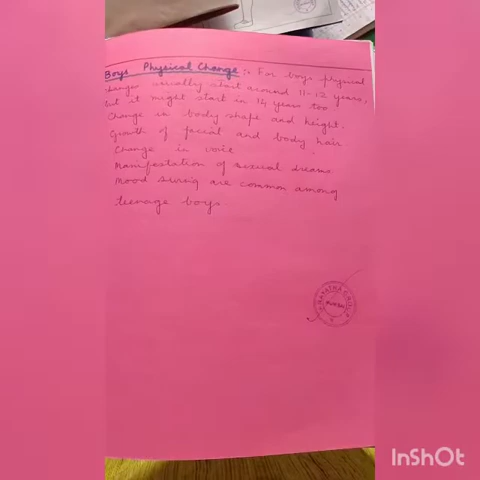 Boys Physical Change :- For boys physical
changes usually start around 11-12 years,
but it might start in 14 years too
Change in body shape and height.
Growth of facial and body hair
Change in voice.
Manifestation of sexual dreams.
Mood swing are common among
teenage boys.
InShOt